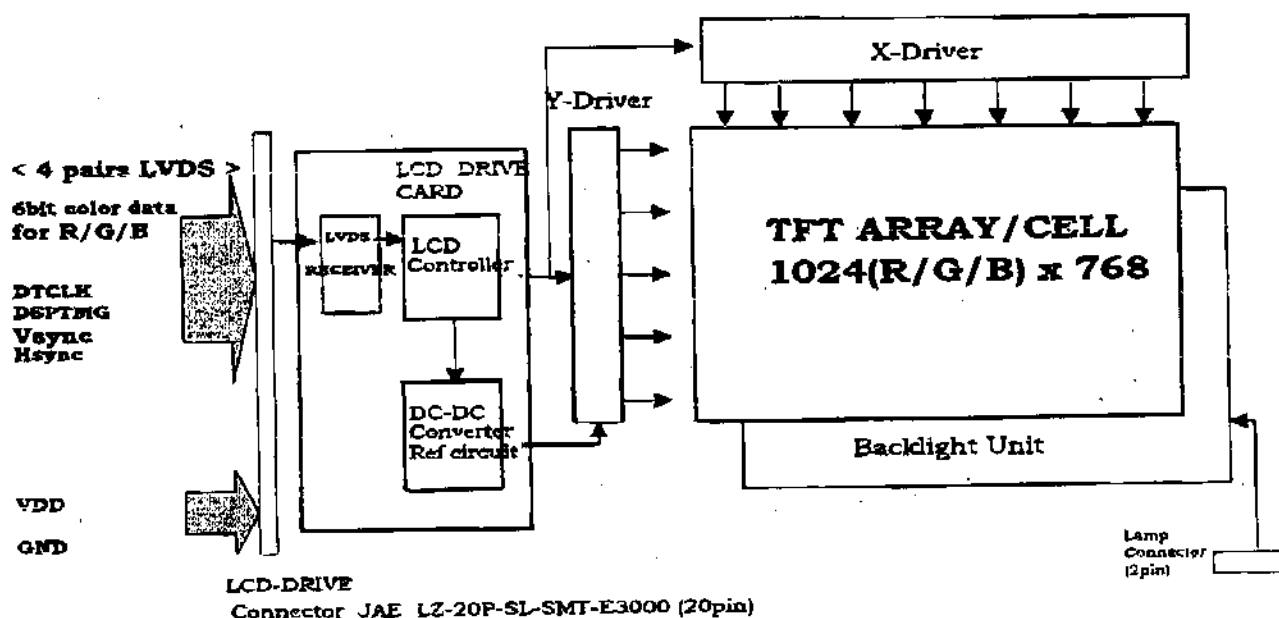 X-Driver
Y-Driver
< 4 pairs LVDS >
6bit color data
for R/G/B
DTCLK
DSPTMG
Vsync
Hsync
VDD
GND
LCD DRIVE
CARD
LVDS
RECEIVER
LCD
Controller
DC-DC
Converter
Ref circuit
TFT ARRAY/CELL
1024(R/G/B) x 768
Backlight Unit
Lamp
Connector
(2pin)
LCD-DRIVE
Connector JAE LZ-20P-SL-SMT-E3000 (20pin)